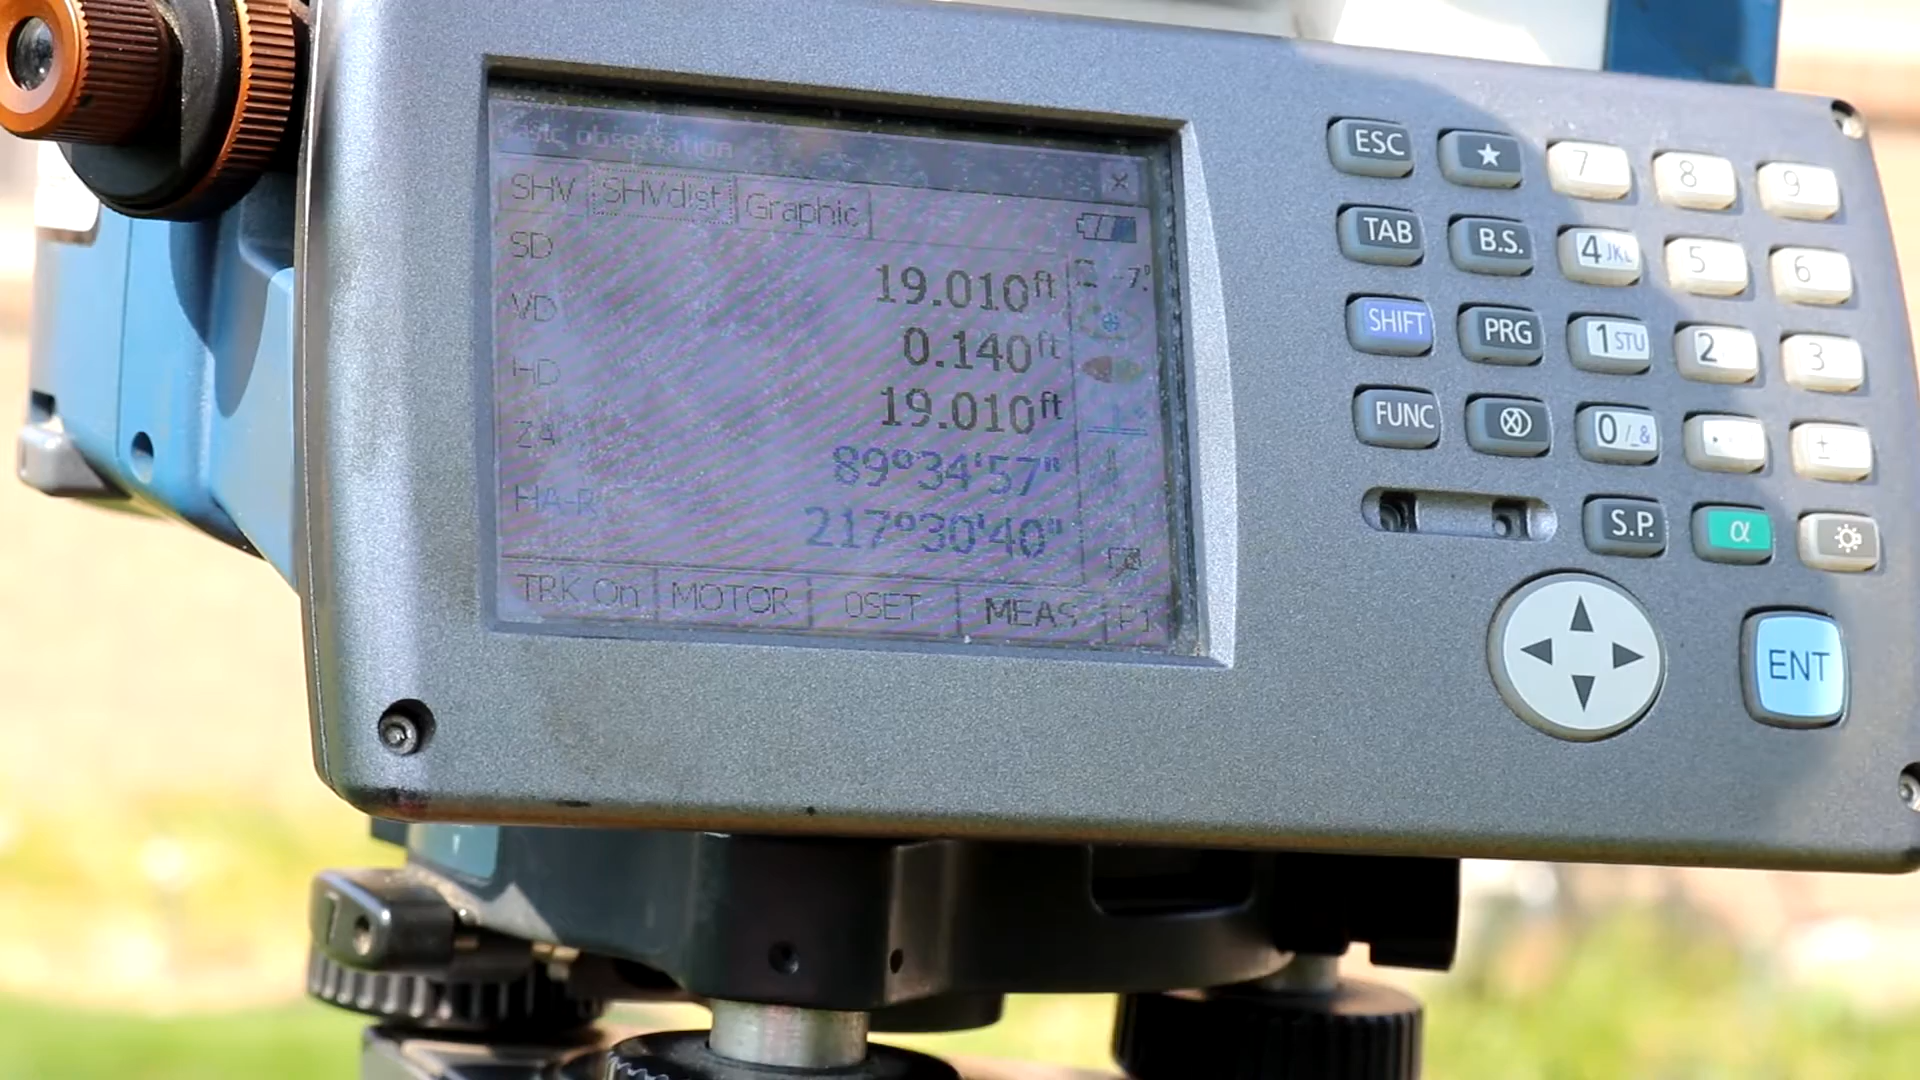 Basic observation
SHV SHVdist Graphic
SD 19.010ft
VD 0.140ft
HD 19.010ft
ZA 89°34'57"
HA-R 217°30'40"
TRK On MOTOR 0SET MEAS P1
ESC ★ 7 8 9
TAB B.S. 4 JKL 5 6
SHIFT PRG 1 STU 2 3
FUNC 0 /_& . ±
S.P. α
ENT